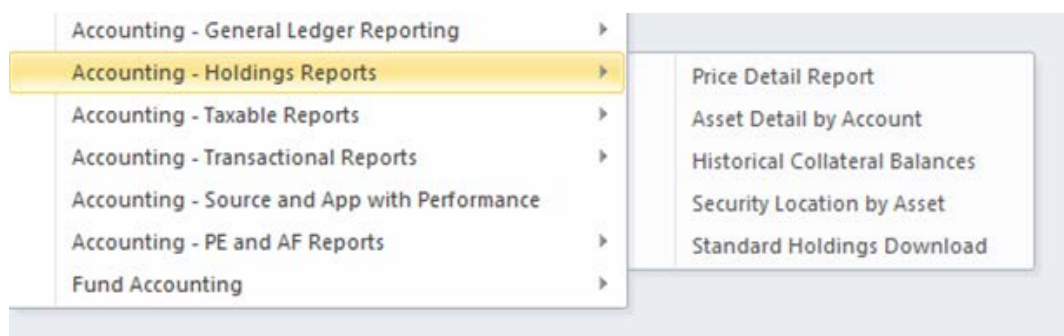 Accounting - General Ledger Reporting
Accounting - Holdings Reports
Accounting - Taxable Reports
Accounting - Transactional Reports
Accounting - Source and App with Performance
Accounting - PE and AF Reports
Fund Accounting
Price Detail Report
Asset Detail by Account
Historical Collateral Balances
Security Location by Asset
Standard Holdings Download